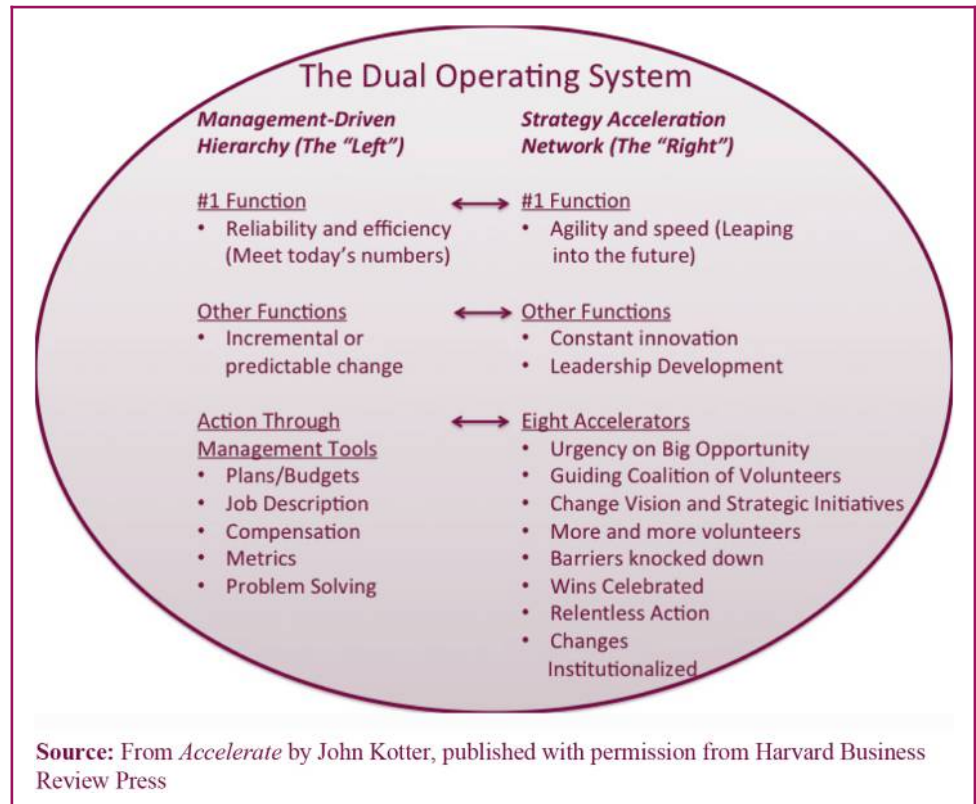 The Dual Operating System
Management-Driven
Hierarchy (The “Left”)
#1 Function
• Reliability and efficiency
(Meet today’s numbers)
Other Functions
• Incremental or
predictable change
Action Through
Management Tools
• Plans/Budgets
• Job Description
• Compensation
• Metrics
• Problem Solving
Strategy Acceleration
Network (The “Right”)
#1 Function
• Agility and speed (Leaping
into the future)
Other Functions
• Constant innovation
• Leadership Development
Eight Accelerators
• Urgency on Big Opportunity
• Guiding Coalition of Volunteers
• Change Vision and Strategic Initiatives
• More and more volunteers
• Barriers knocked down
• Wins Celebrated
• Relentless Action
• Changes
Institutionalized
Source: From Accelerate by John Kotter, published with permission from Harvard Business
Review Press